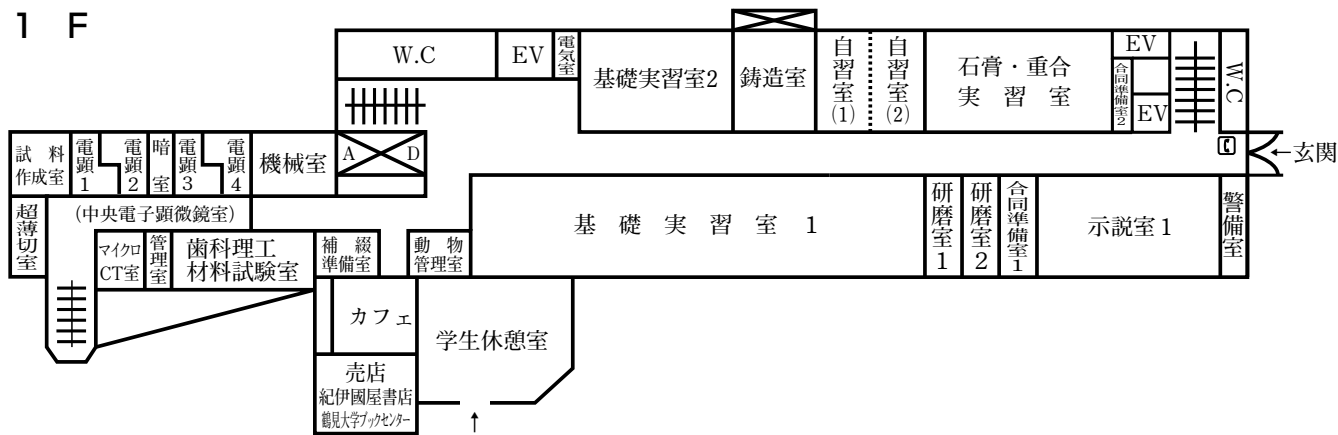 1 F
W.C
EV
電気室
基礎実習室2
鋳造室
自習室(1)
自習室(2)
石膏・重合
実習室
EV
合同準備室2
EV
W.C
←玄関
試料
作成室
電顕1
電顕2
暗室
電顕3
電顕4
機械室
A
D
超薄切室
(中央電子顕微鏡室)
マイクロ
CT室
管理室
歯科理工
材料試験室
補綴
準備室
動物
管理室
基礎実習室1
研磨室1
研磨室2
合同準備室1
示説室1
警備室
カフェ
学生休憩室
売店
紀伊國屋書店
鶴見大学ブックセンター
↑